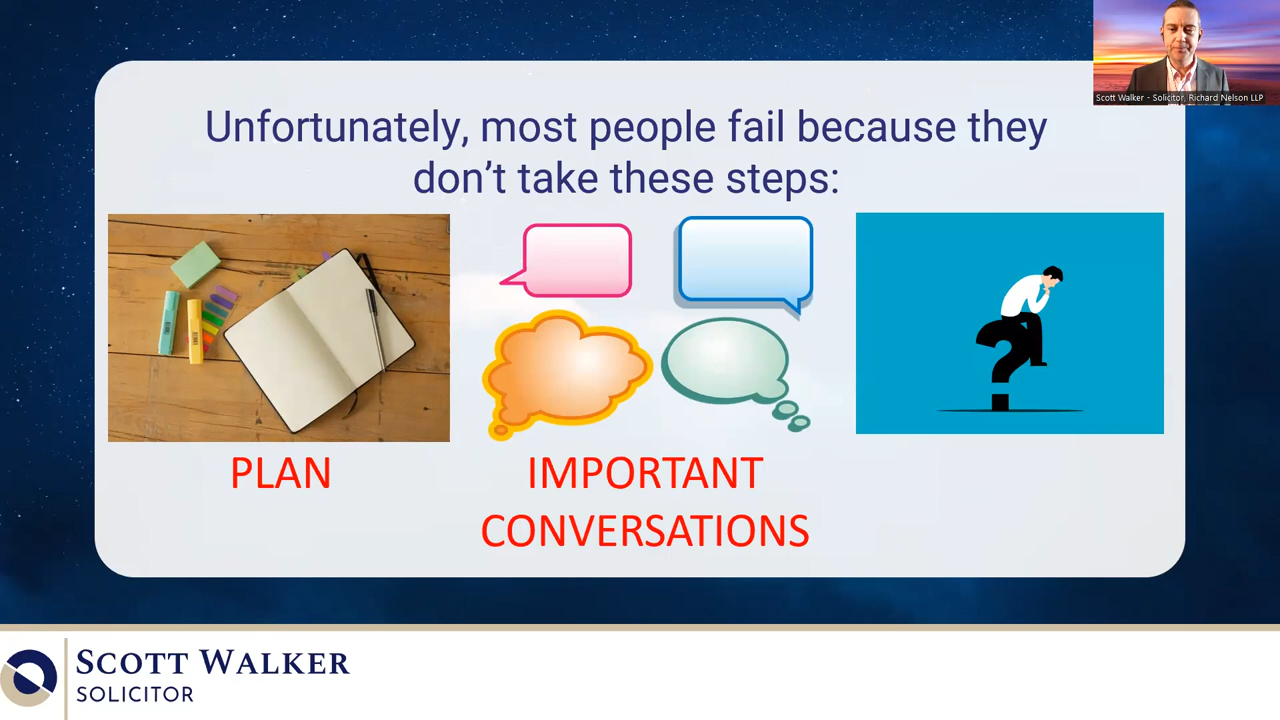 Scott Walker - Solicitor, Richard Nelson LLP
Unfortunately, most people fail because they
don’t take these steps:
PLAN
IMPORTANT
CONVERSATIONS
SCOTT WALKER
SOLICITOR